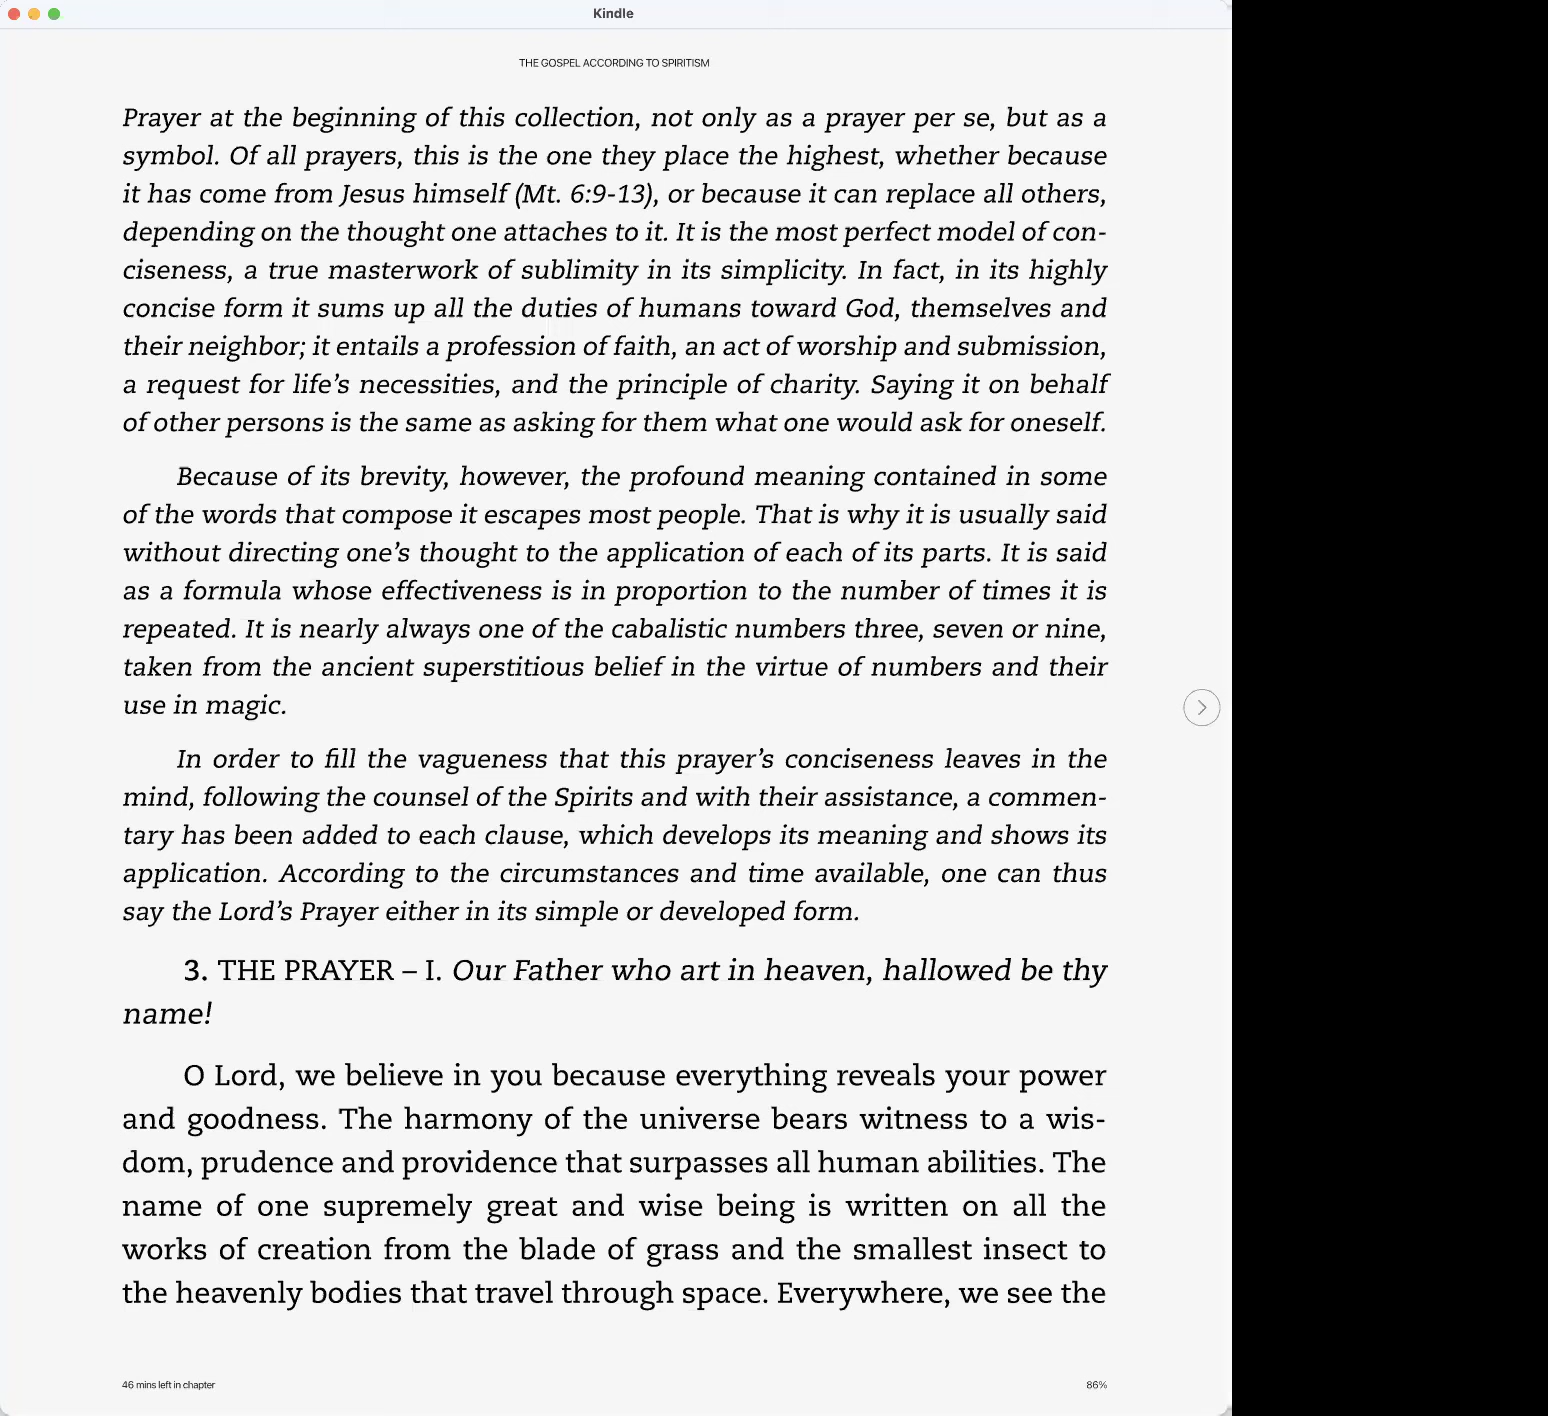 Kindle
THE GOSPEL ACCORDING TO SPIRITISM
Prayer at the beginning of this collection, not only as a prayer per se, but as a
symbol. Of all prayers, this is the one they place the highest, whether because
it has come from Jesus himself (Mt. 6:9-13), or because it can replace all others,
depending on the thought one attaches to it. It is the most perfect model of con-
ciseness, a true masterwork of sublimity in its simplicity. In fact, in its highly
concise form it sums up all the duties of humans toward God, themselves and
their neighbor; it entails a profession of faith, an act of worship and submission,
a request for life’s necessities, and the principle of charity. Saying it on behalf
of other persons is the same as asking for them what one would ask for oneself.
Because of its brevity, however, the profound meaning contained in some
of the words that compose it escapes most people. That is why it is usually said
without directing one’s thought to the application of each of its parts. It is said
as a formula whose effectiveness is in proportion to the number of times it is
repeated. It is nearly always one of the cabalistic numbers three, seven or nine,
taken from the ancient superstitious belief in the virtue of numbers and their
use in magic.
In order to fill the vagueness that this prayer’s conciseness leaves in the
mind, following the counsel of the Spirits and with their assistance, a commen-
tary has been added to each clause, which develops its meaning and shows its
application. According to the circumstances and time available, one can thus
say the Lord’s Prayer either in its simple or developed form.
3. THE PRAYER – I. Our Father who art in heaven, hallowed be thy
name!
O Lord, we believe in you because everything reveals your power
and goodness. The harmony of the universe bears witness to a wis-
dom, prudence and providence that surpasses all human abilities. The
name of one supremely great and wise being is written on all the
works of creation from the blade of grass and the smallest insect to
the heavenly bodies that travel through space. Everywhere, we see the
46 mins left in chapter
86%